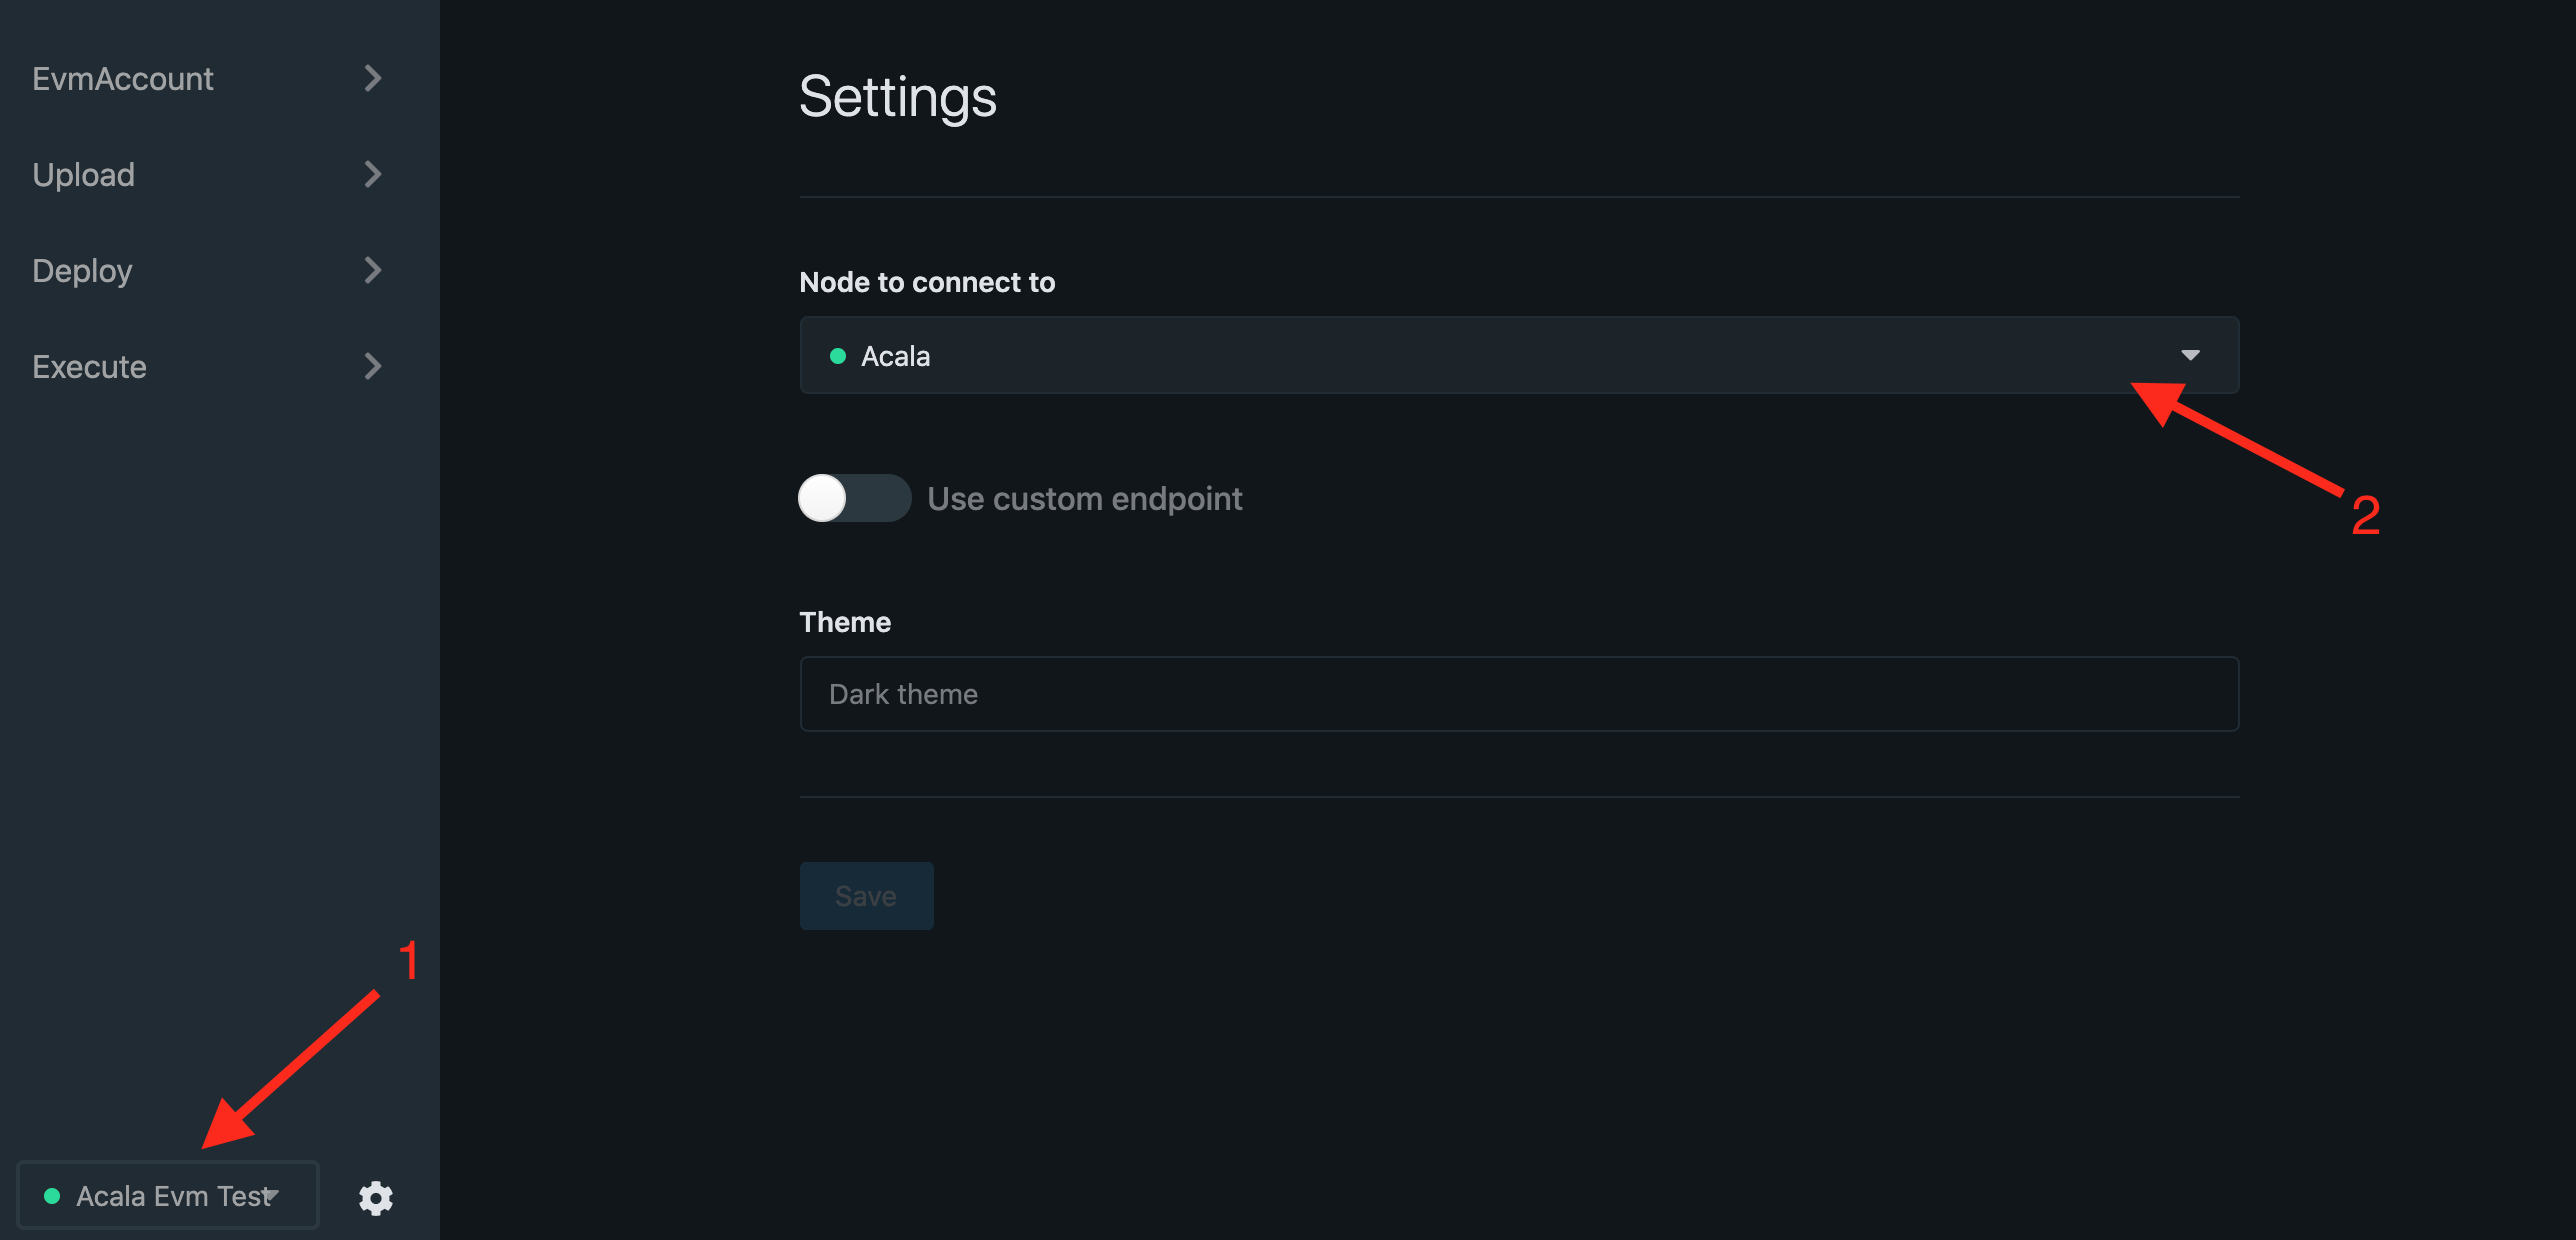 EvmAccount
Upload
Deploy
Execute
1
Acala Evm Test
Settings
Node to connect to
Acala
2
Use custom endpoint
Theme
Dark theme
Save